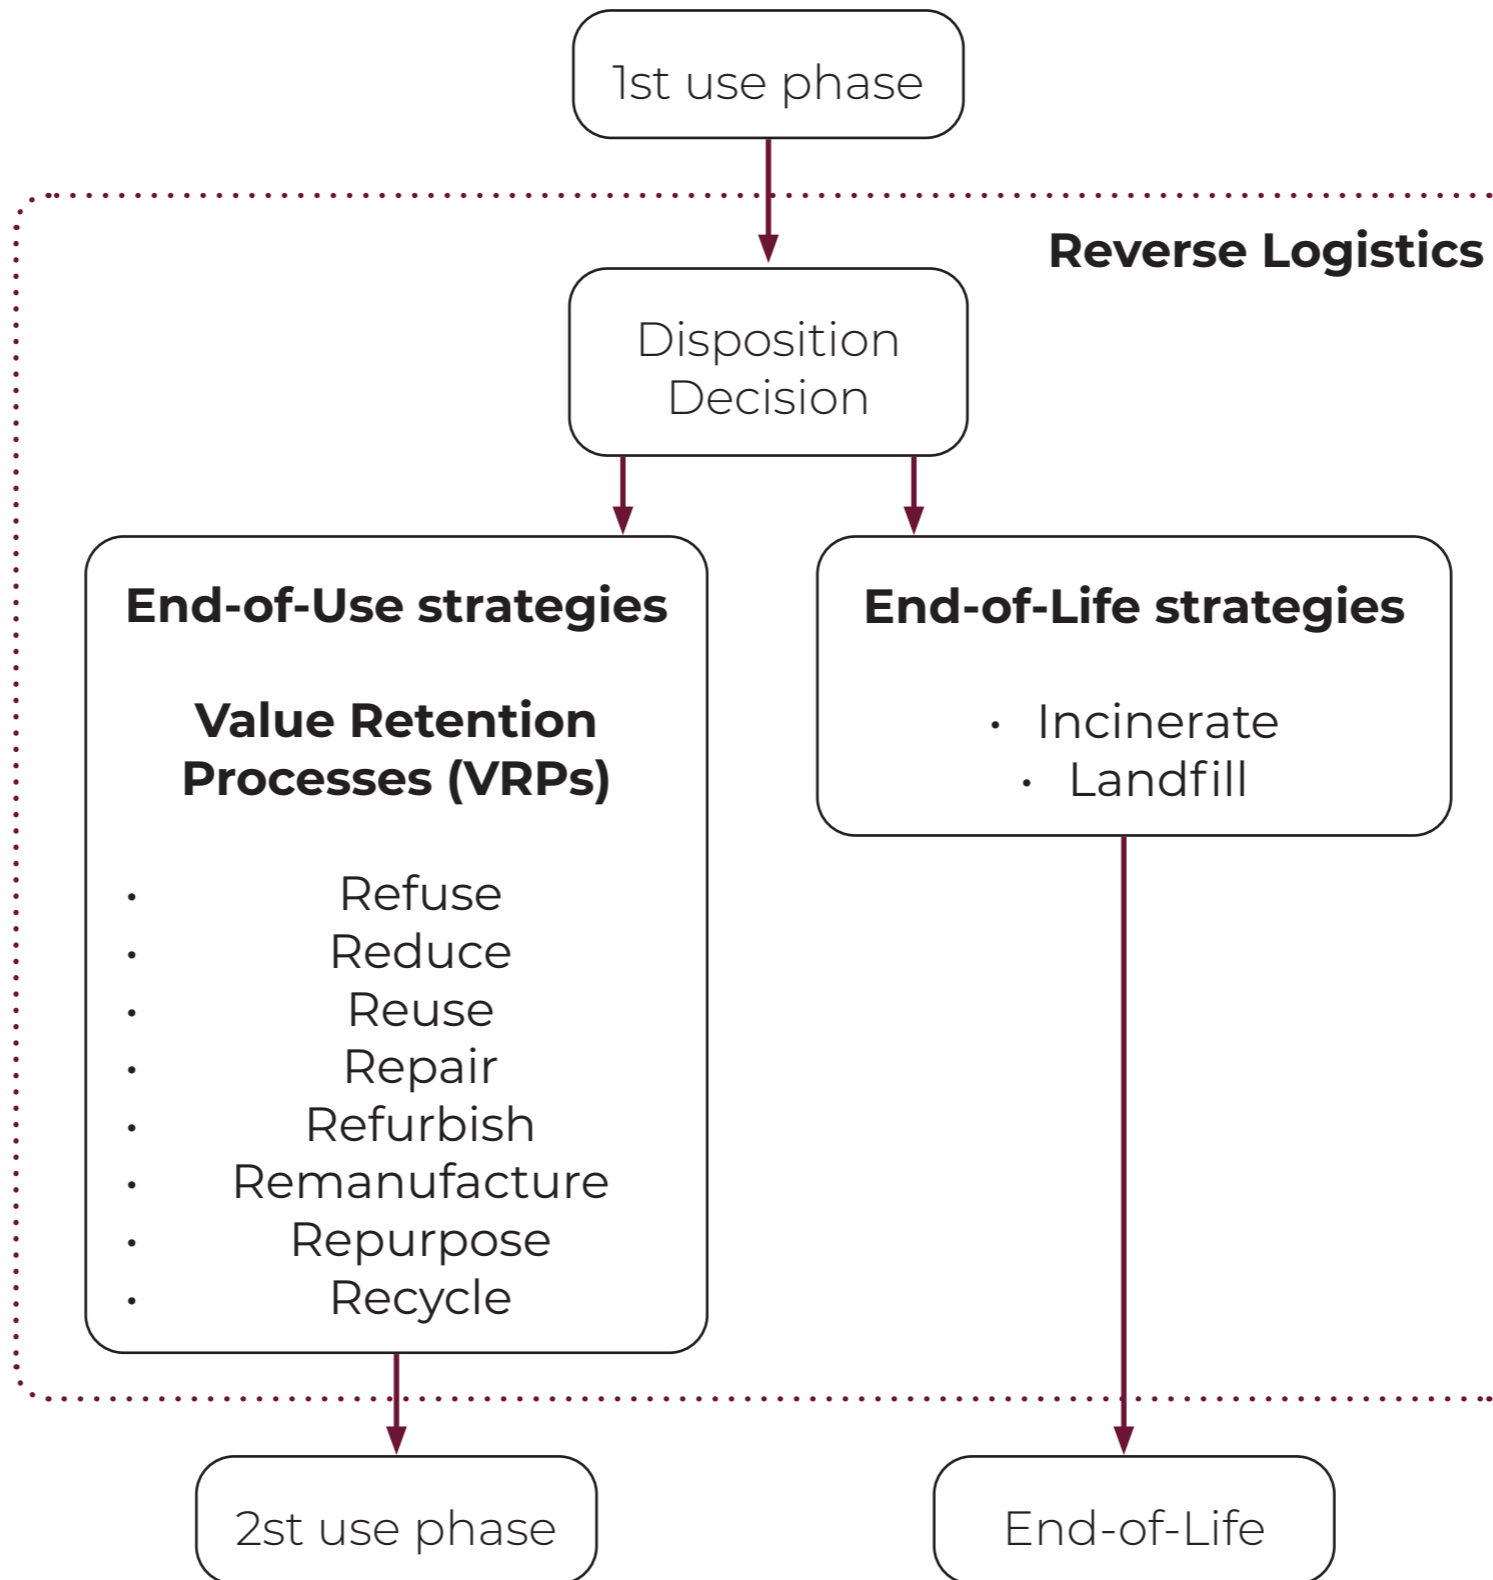 1st use phase
Reverse Logistics
Disposition
Decision
End-of-Use strategies
Value Retention
Processes (VRPs)
• Refuse
• Reduce
• Reuse
• Repair
• Refurbish
• Remanufacture
• Repurpose
• Recycle
End-of-Life strategies
• Incinerate
• Landfill
2st use phase
End-of-Life